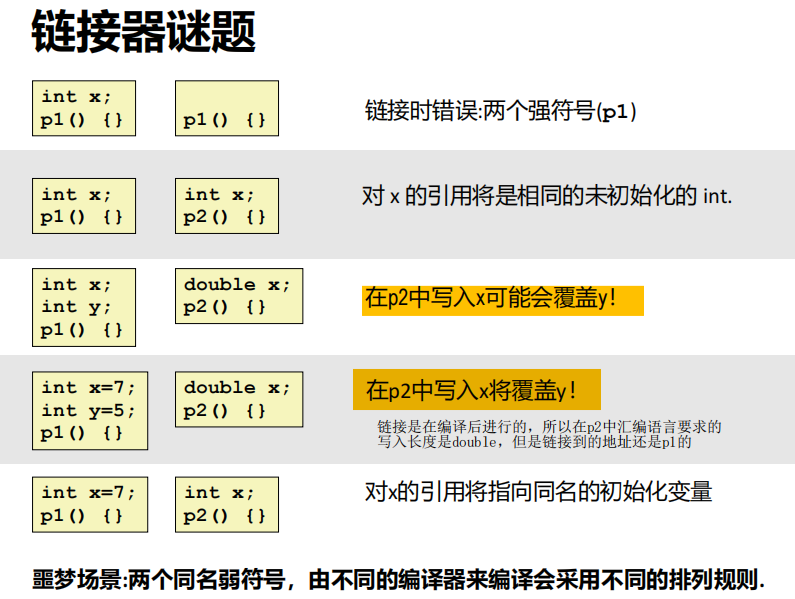 链接器谜题
int x;
p1() {}
p1() {}
链接时错误:两个强符号(p1)
int x;
p1() {}
int x;
p2() {}
对 x 的引用将是相同的未初始化的 int.
int x;
int y;
p1() {}
double x;
p2() {}
在p2中写入x可能会覆盖y!
int x=7;
int y=5;
p1() {}
double x;
p2() {}
在p2中写入x将覆盖y!
链接是在编译后进行的，所以在p2中汇编语言要求的
写入长度是double，但是链接到的地址还是p1的
int x=7;
p1() {}
int x;
p2() {}
对x的引用将指向同名的初始化变量
噩梦场景:两个同名弱符号，由不同的编译器来编译会采用不同的排列规则.